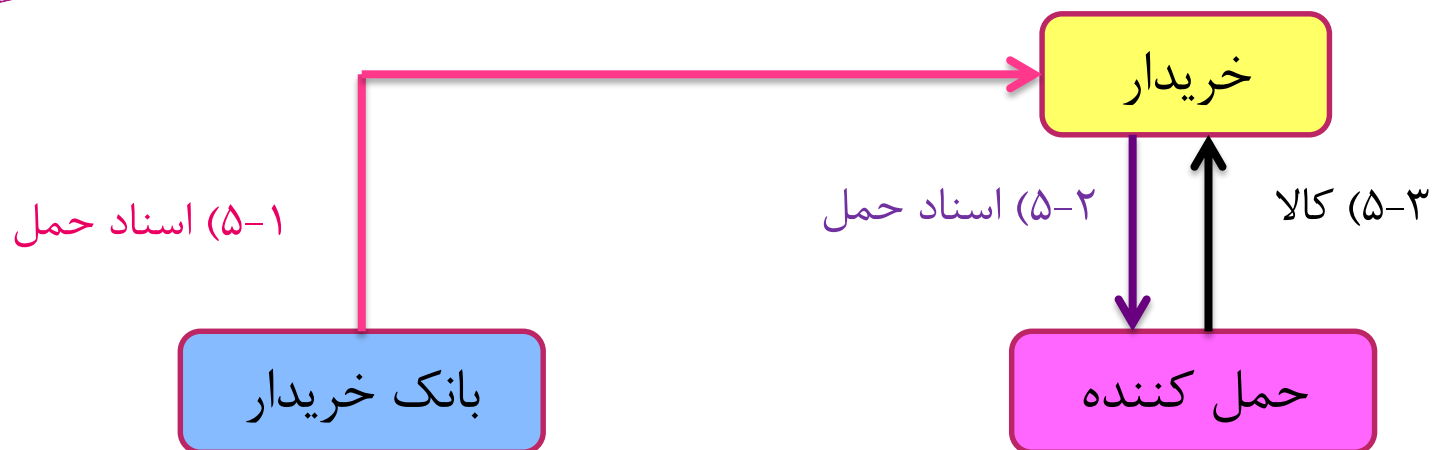 خریدار
۵-۳) کالا
۵-۲) اسناد حمل
۵-۱) اسناد حمل
حمل کننده
بانک خریدار